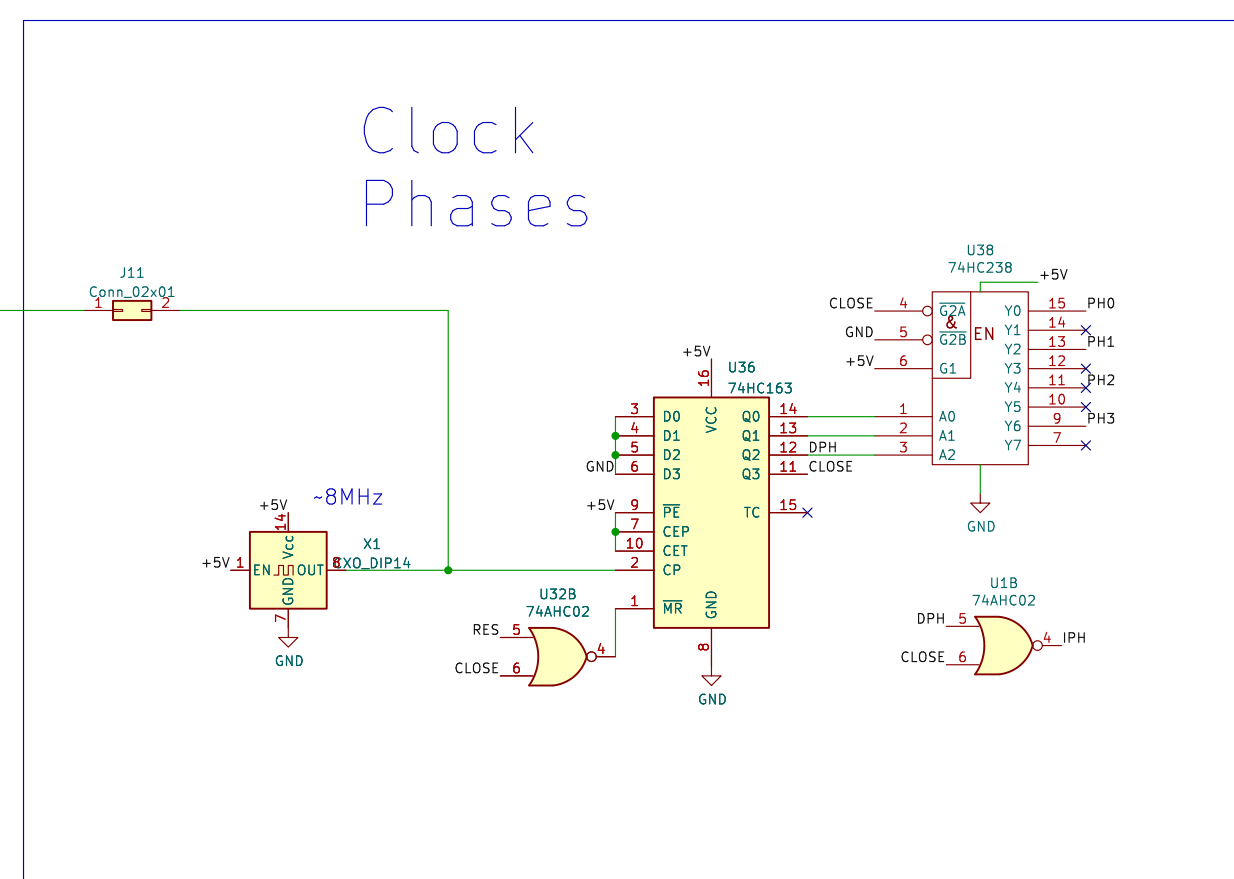 Clock
Phases
J11
Conn_02x01
1 2
~8MHz
+5V
14
Vcc
X1
CXO_DIP14
+5V 1 EN OUT 8
GND
7
GND
U32B
74AHC02
RES 5
CLOSE 6
4
+5V
16
U36
74HC163
VCC
3 D0 Q0 14
4 D1 Q1 13
5 D2 Q2 12 DPH
GND 6 D3 Q3 11 CLOSE
+5V 9 PE TC 15
7 CEP
10 CET
2 CP
1 MR
GND
8
GND
U38
74HC238
+5V
CLOSE 4 G2A Y0 15 PH0
& EN
Y1 14
GND 5 G2B Y2 13 PH1
+5V 6 G1 Y3 12
Y4 11 PH2
Y5 10
1 A0 Y6 9 PH3
2 A1 Y7 7
3 A2
GND
U1B
74AHC02
DPH 5
4 IPH
CLOSE 6